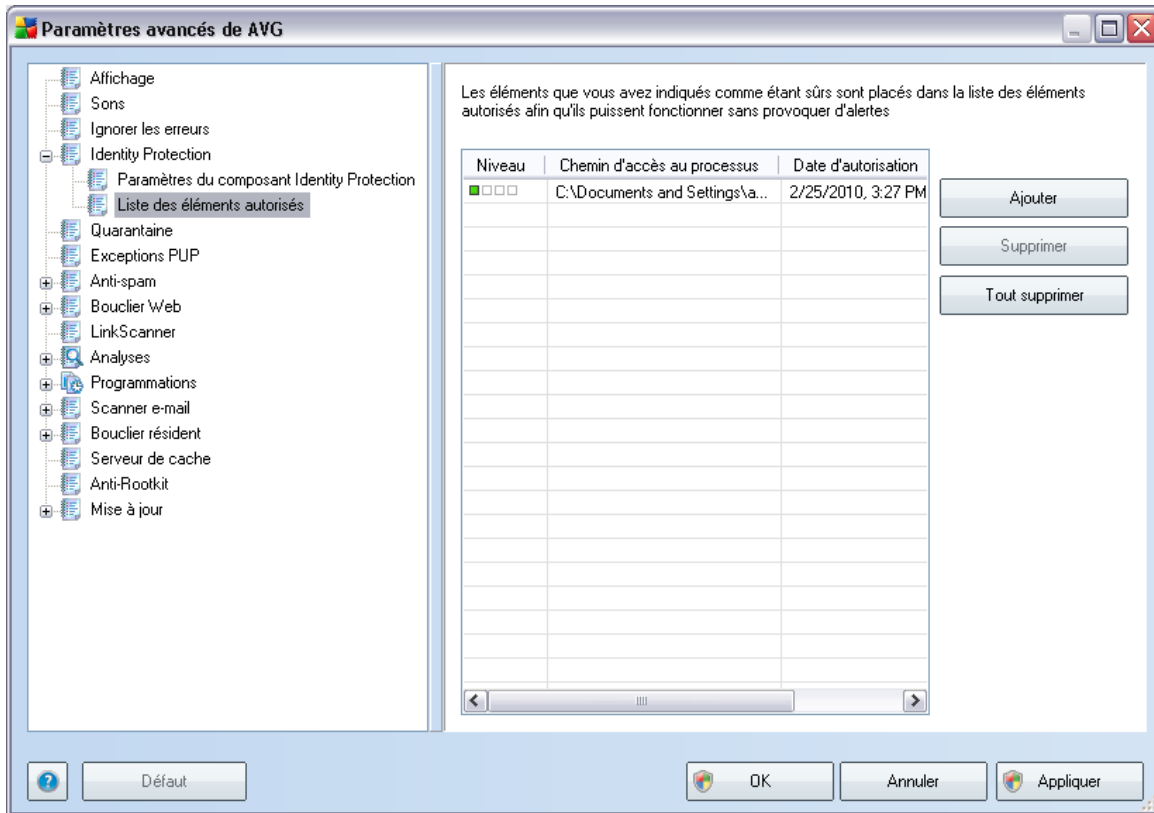 Paramètres avancés de AVG
Affichage
Sons
Ignorer les erreurs
Identity Protection
Paramètres du composant Identity Protection
Liste des éléments autorisés
Quarantaine
Exceptions PUP
Anti-spam
Bouclier Web
LinkScanner
Analyses
Programmations
Scanner e-mail
Bouclier résident
Serveur de cache
Anti-Rootkit
Mise à jour
Les éléments que vous avez indiqués comme étant sûrs sont placés dans la liste des éléments
autorisés afin qu'ils puissent fonctionner sans provoquer d'alertes
Niveau Chemin d'accès au processus Date d'autorisation
C:\Documents and Settings\a... 2/25/2010, 3:27 PM
Ajouter
Supprimer
Tout supprimer
? Défaut OK Annuler Appliquer